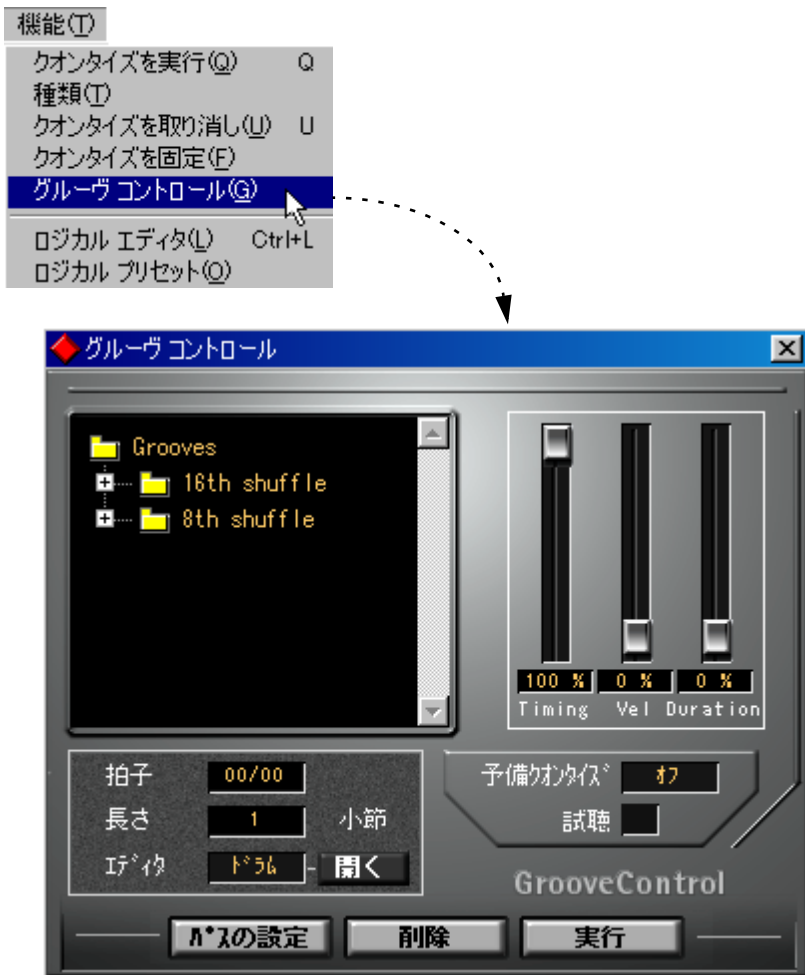 機能(T)
クオンタイズを実行(Q) Q
種類(T)
クオンタイズを取り消し(U) U
クオンタイズを固定(F)
グルーヴ コントロール(G)
ロジカル エディタ(L) Ctrl+L
ロジカル プリセット(O)
グルーヴ コントロール
Grooves
16th shuffle
8th shuffle
100 % 0 % 0 %
Timing Vel Duration
拍子 00/00
長さ 1 小節
エディタ ドラム - 開く
予備クオンタイズ オフ
試聴
GrooveControl
パスの設定 削除 実行